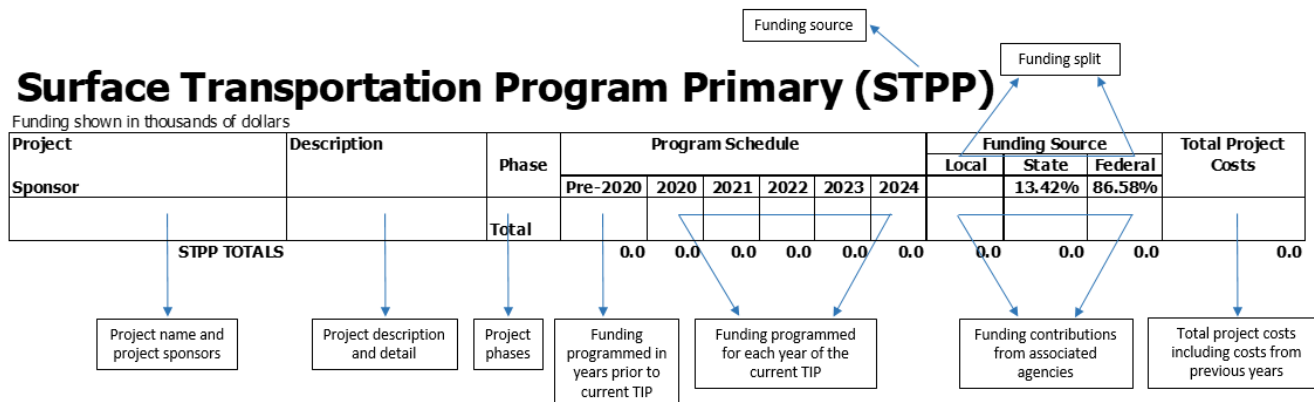 Funding source
Funding split
Surface Transportation Program Primary (STPP)
Funding shown in thousands of dollars
Project
Description
Phase
Program Schedule
Funding Source
Total Project
Costs
Local State Federal
Sponsor
Pre-2020 2020 2021 2022 2023 2024
13.42% 86.58%
Total
STPP TOTALS 0.0 0.0 0.0 0.0 0.0 0.0 0.0 0.0 0.0 0.0
Project name and
project sponsors
Project description
and detail
Project
phases
Funding
programmed in
years prior to
current TIP
Funding programmed
for each year of the
current TIP
Funding contributions
from associated
agencies
Total project costs
including costs from
previous years